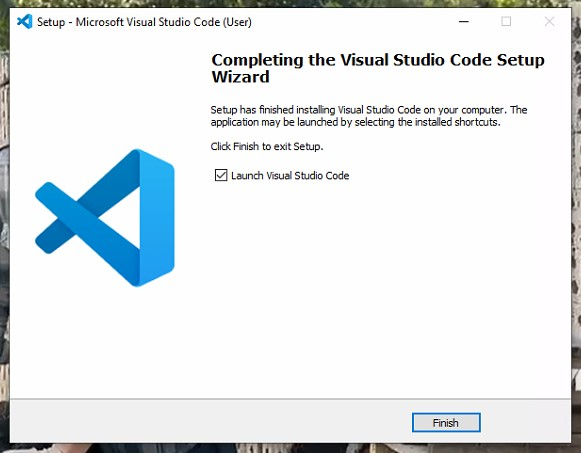 Setup - Microsoft Visual Studio Code (User)
Completing the Visual Studio Code Setup
Wizard
Setup has finished installing Visual Studio Code on your computer. The
application may be launched by selecting the installed shortcuts.
Click Finish to exit Setup.
Launch Visual Studio Code
Finish